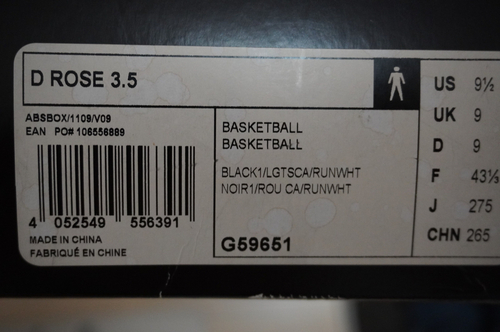 D ROSE 3.5
ABSBOX/1109/V09
EAN PO# 106556889
4 052549 556391
MADE IN CHINA
FABRIQUÉ EN CHINE
BASKETBALL
BASKETBALL
BLACK1/LGTSCA/RUNWHT
NOIR1/ROU CA/RUNWHT
G59651
US 9½
UK 9
D 9
F 43⅓
J 275
CHN 265